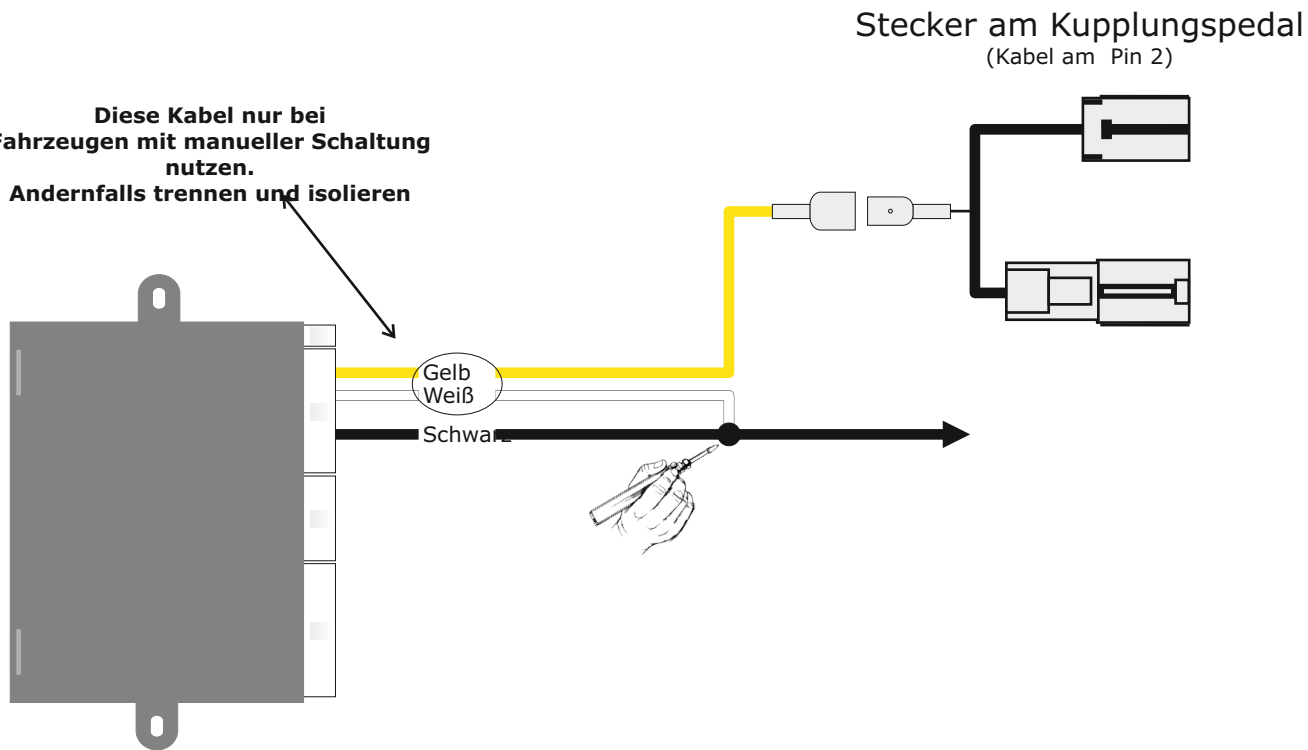 Stecker am Kupplungspedal
(Kabel am Pin 2)
Diese Kabel nur bei
Fahrzeugen mit manueller Schaltung
nutzen.
Andernfalls trennen und isolieren
Gelb
Weiß
Schwarz